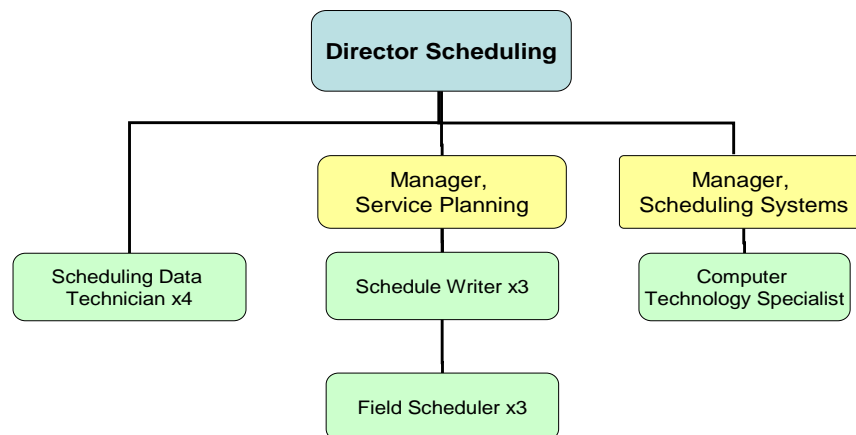 Director Scheduling
Manager,
Service Planning
Manager,
Scheduling Systems
Scheduling Data
Technician x4
Schedule Writer x3
Computer
Technology Specialist
Field Scheduler x3